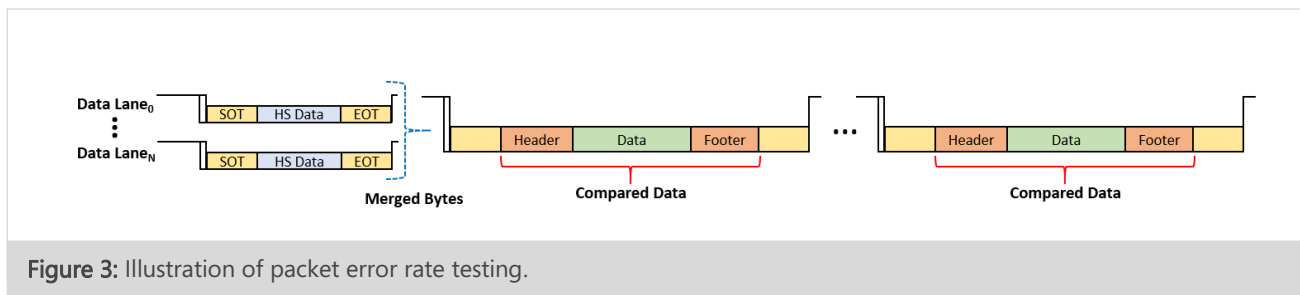 Data Lane0
SOT HS Data EOT
Data LaneN
SOT HS Data EOT
Merged Bytes
Header Data Footer
Compared Data
...
Header Data Footer
Compared Data
Figure 3: Illustration of packet error rate testing.